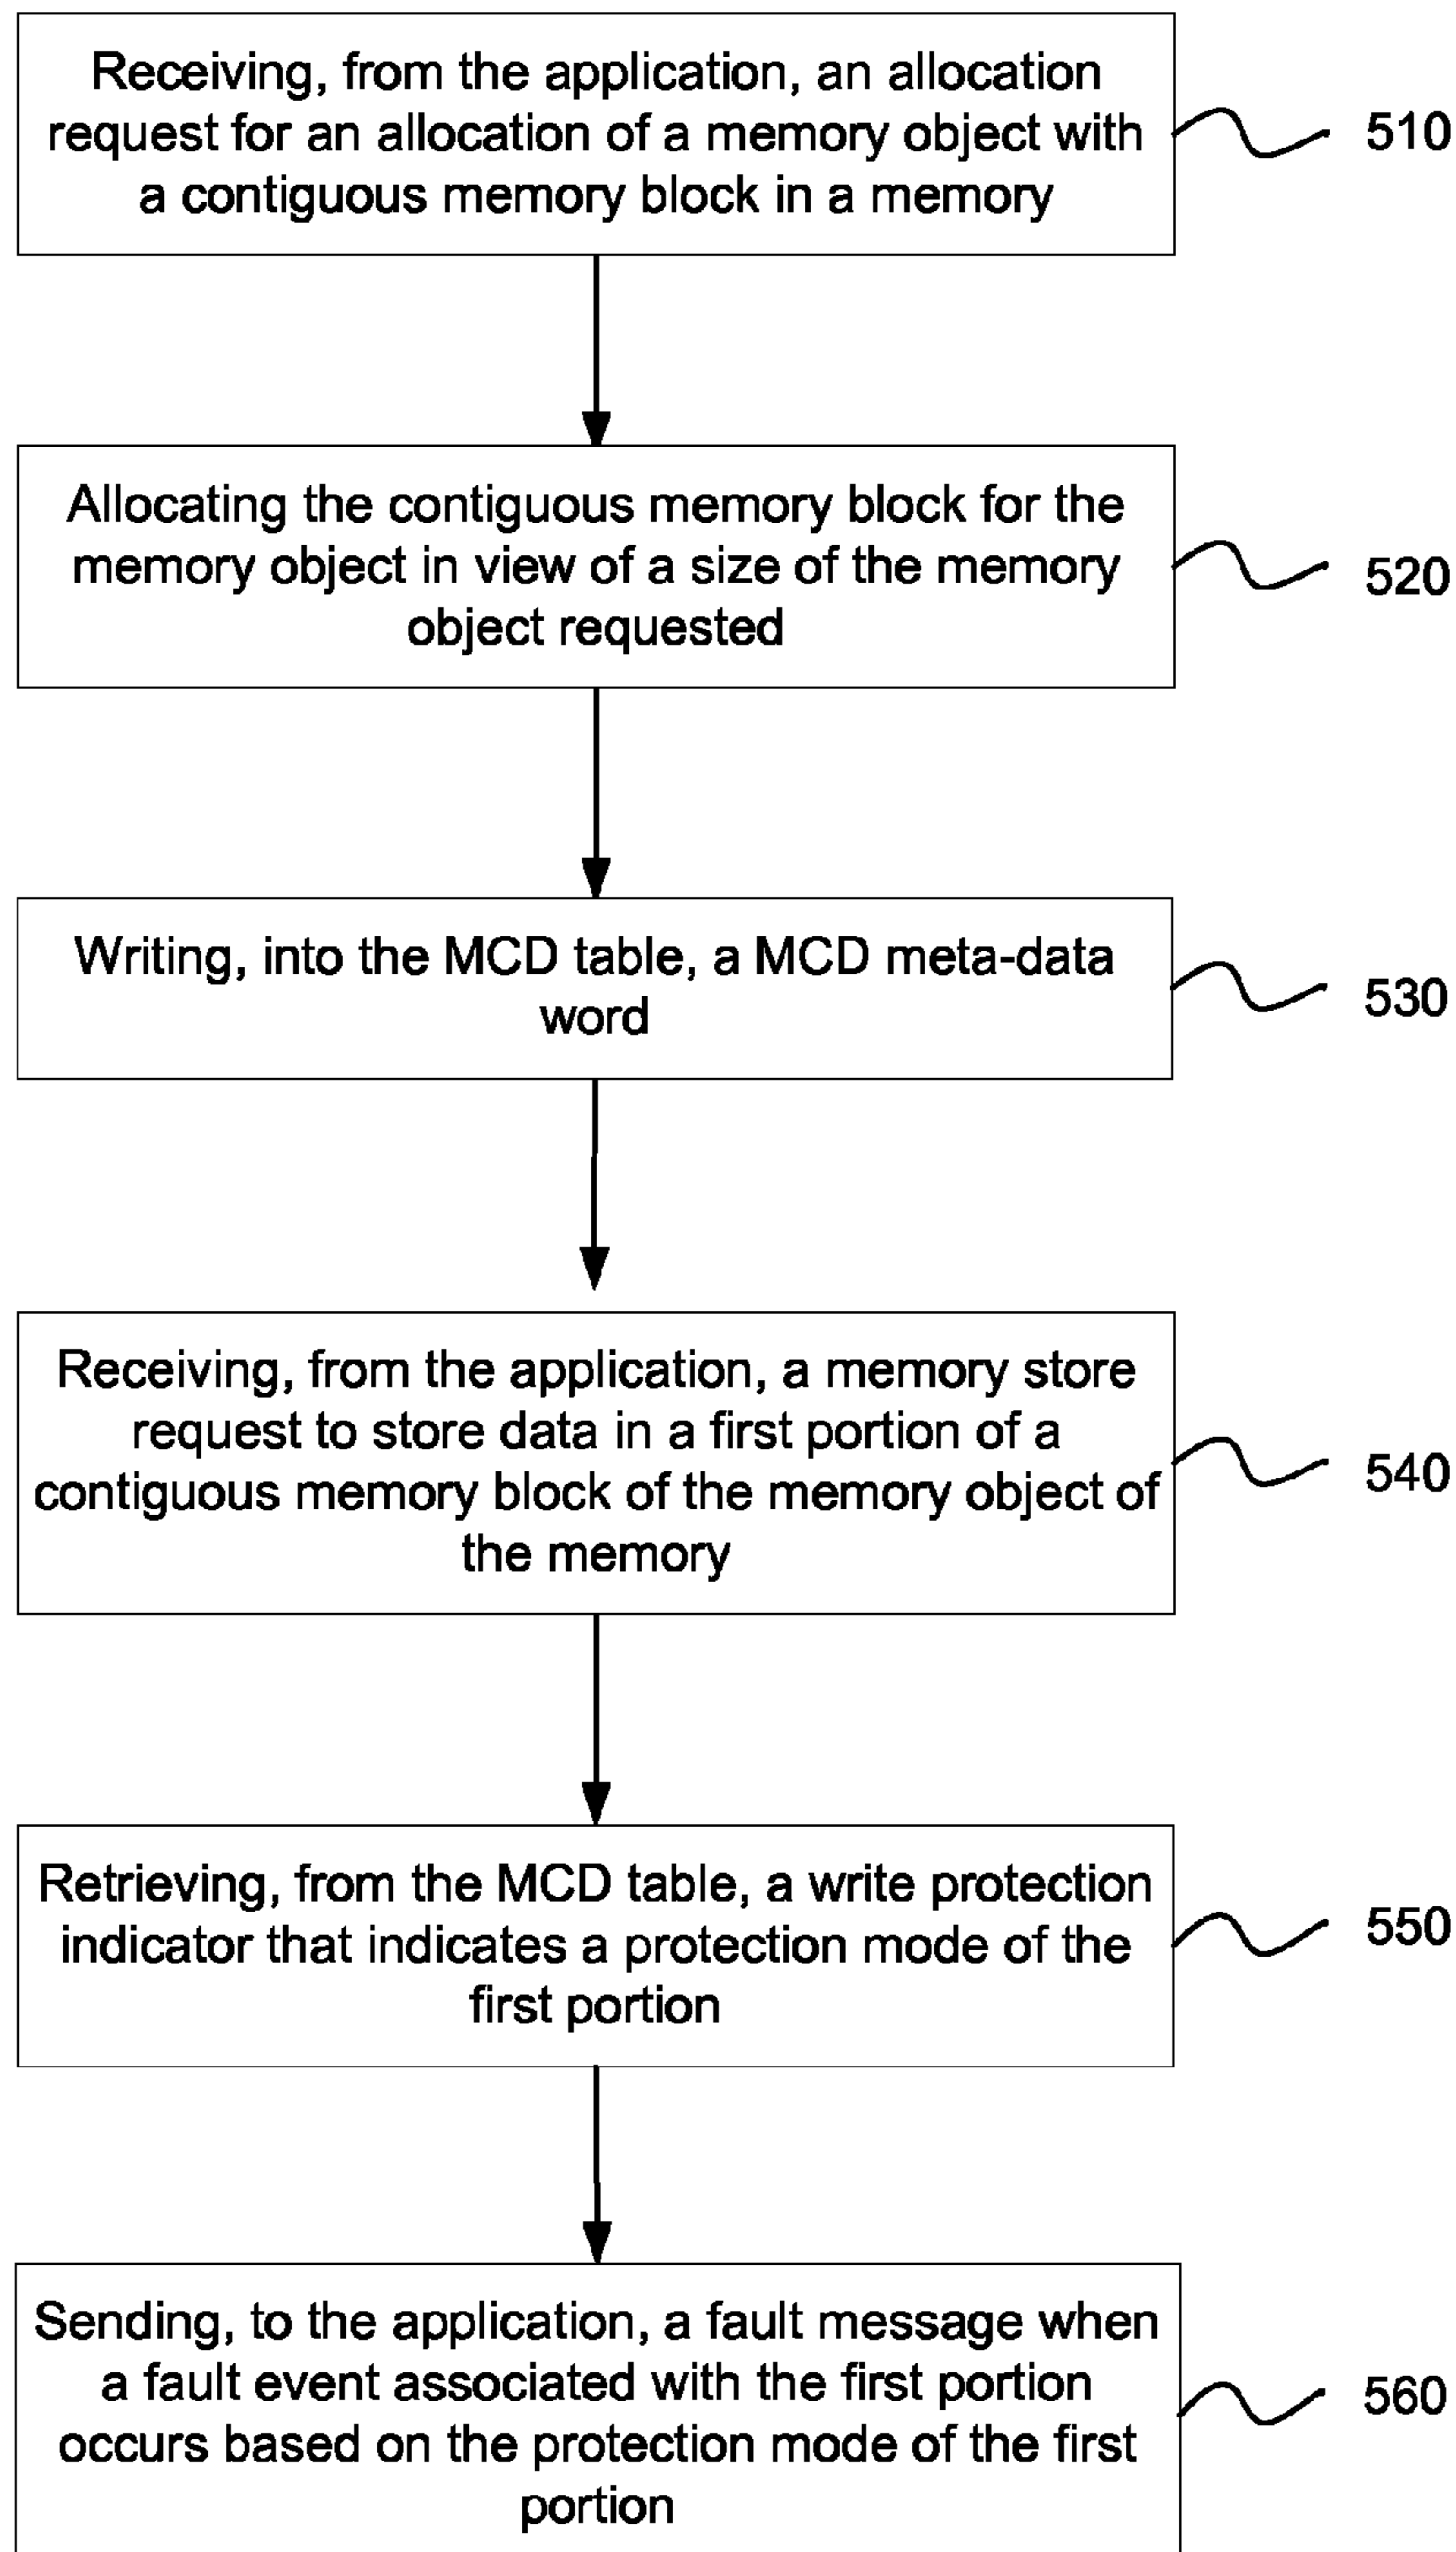 Receiving, from the application, an allocation
request for an allocation of a memory object with
a contiguous memory block in a memory
510
Allocating the contiguous memory block for the
memory object in view of a size of the memory
object requested
520
Writing, into the MCD table, a MCD meta-data
word
530
Receiving, from the application, a memory store
request to store data in a first portion of a
contiguous memory block of the memory object of
the memory
540
Retrieving, from the MCD table, a write protection
indicator that indicates a protection mode of the
first portion
550
Sending, to the application, a fault message when
a fault event associated with the first portion
occurs based on the protection mode of the first
portion
560